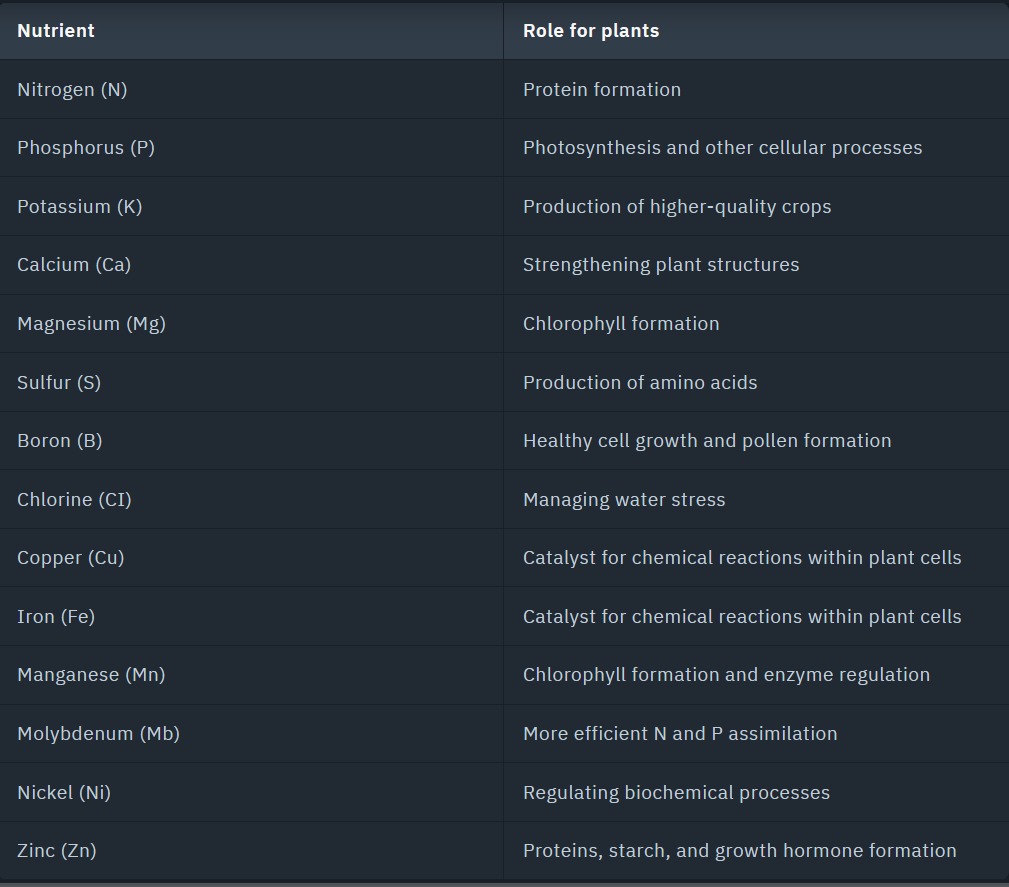 Nutrient Role for plants
Nitrogen (N) Protein formation
Phosphorus (P) Photosynthesis and other cellular processes
Potassium (K) Production of higher-quality crops
Calcium (Ca) Strengthening plant structures
Magnesium (Mg) Chlorophyll formation
Sulfur (S) Production of amino acids
Boron (B) Healthy cell growth and pollen formation
Chlorine (CI) Managing water stress
Copper (Cu) Catalyst for chemical reactions within plant cells
Iron (Fe) Catalyst for chemical reactions within plant cells
Manganese (Mn) Chlorophyll formation and enzyme regulation
Molybdenum (Mb) More efficient N and P assimilation
Nickel (Ni) Regulating biochemical processes
Zinc (Zn) Proteins, starch, and growth hormone formation